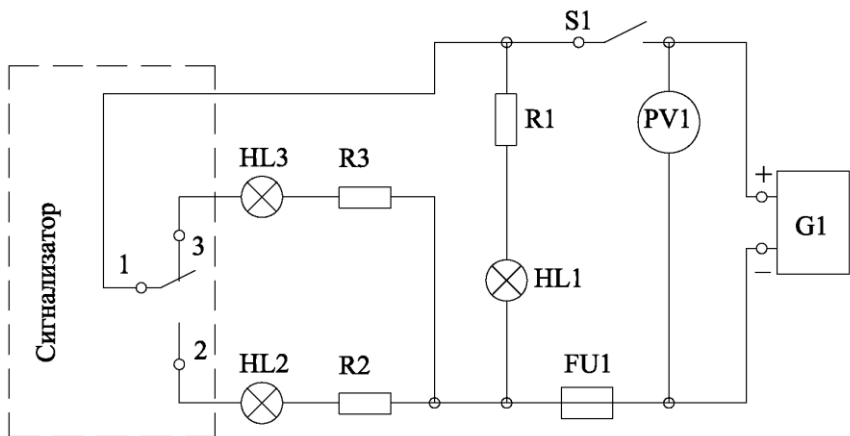 S1
R1
PV1
HL3
R3
+
G1
Сигнализатор
3
1
HL1
−
2
HL2
R2
FU1